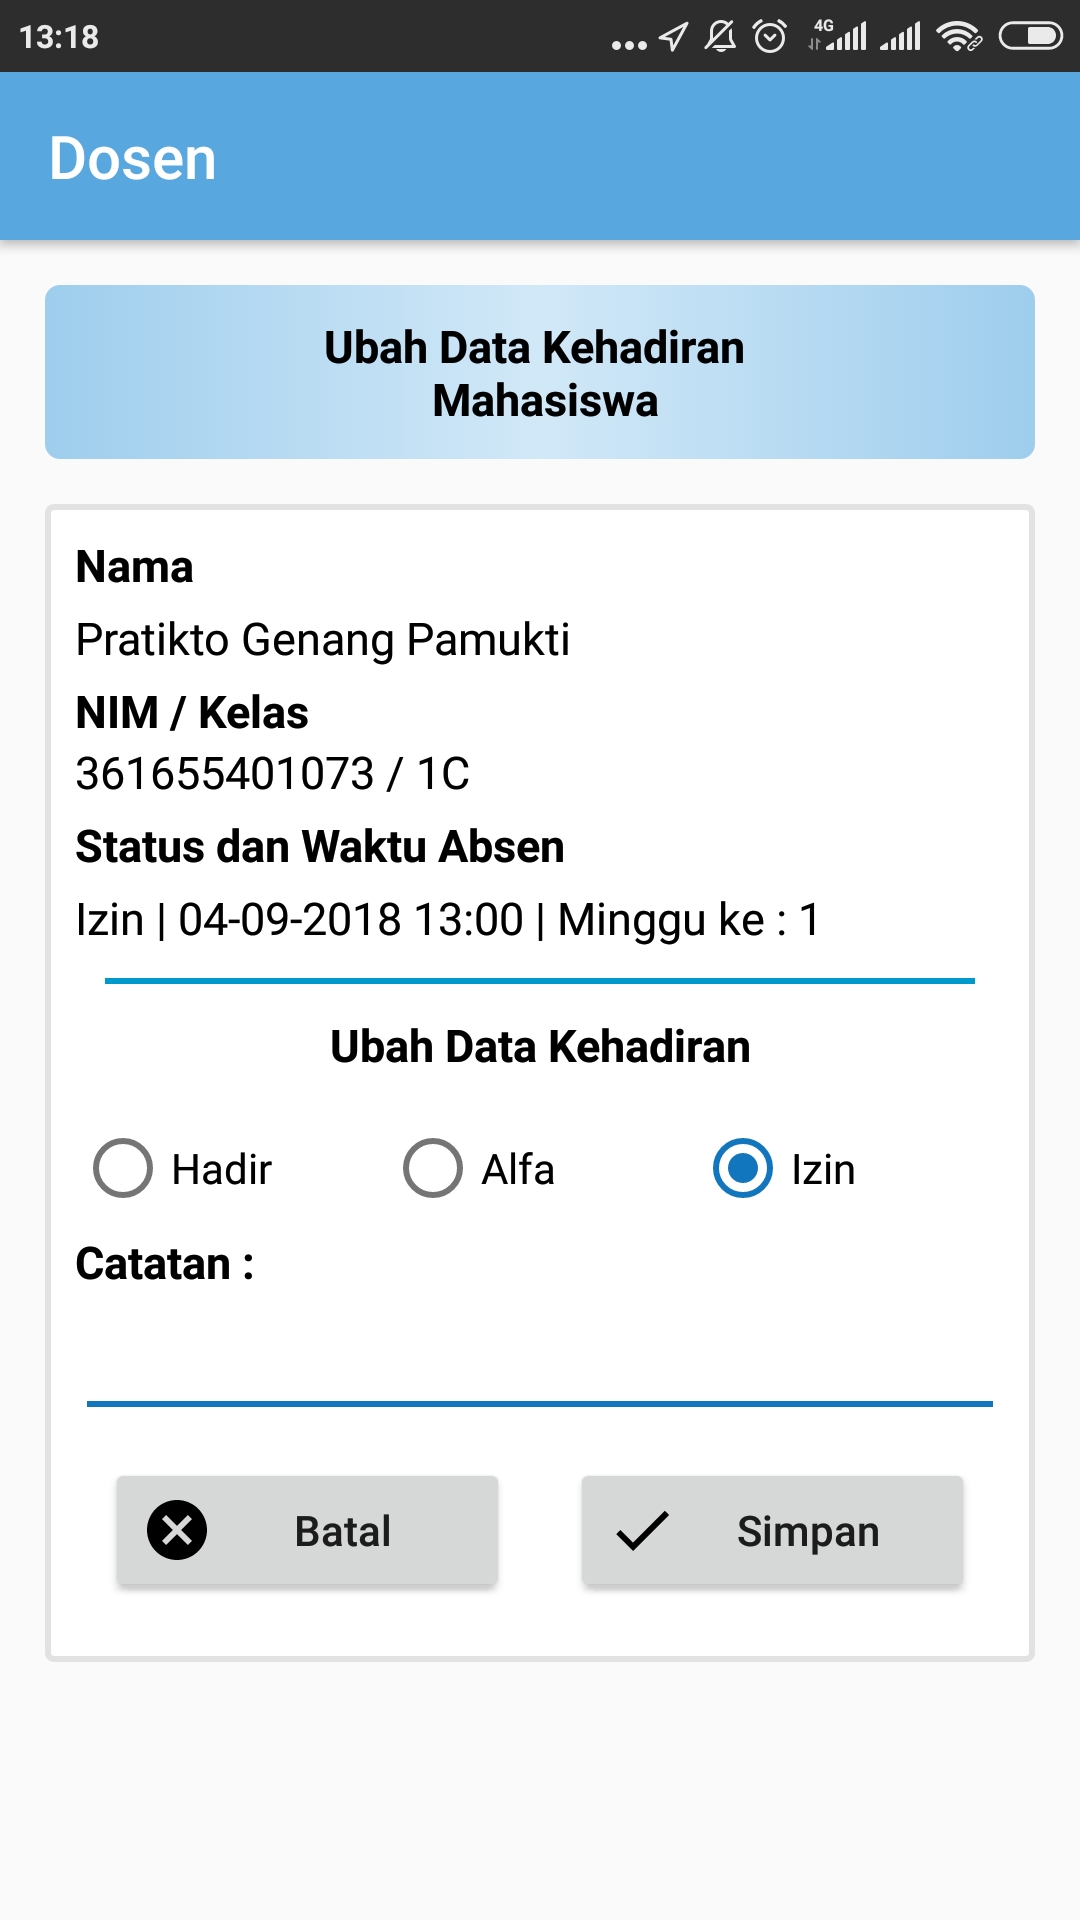 13:18
4G
Dosen
Ubah Data Kehadiran
Mahasiswa
Nama
Pratikto Genang Pamukti
NIM / Kelas
361655401073 / 1C
Status dan Waktu Absen
Izin | 04-09-2018 13:00 | Minggu ke : 1
Ubah Data Kehadiran
Hadir Alfa Izin
Catatan :
Batal Simpan